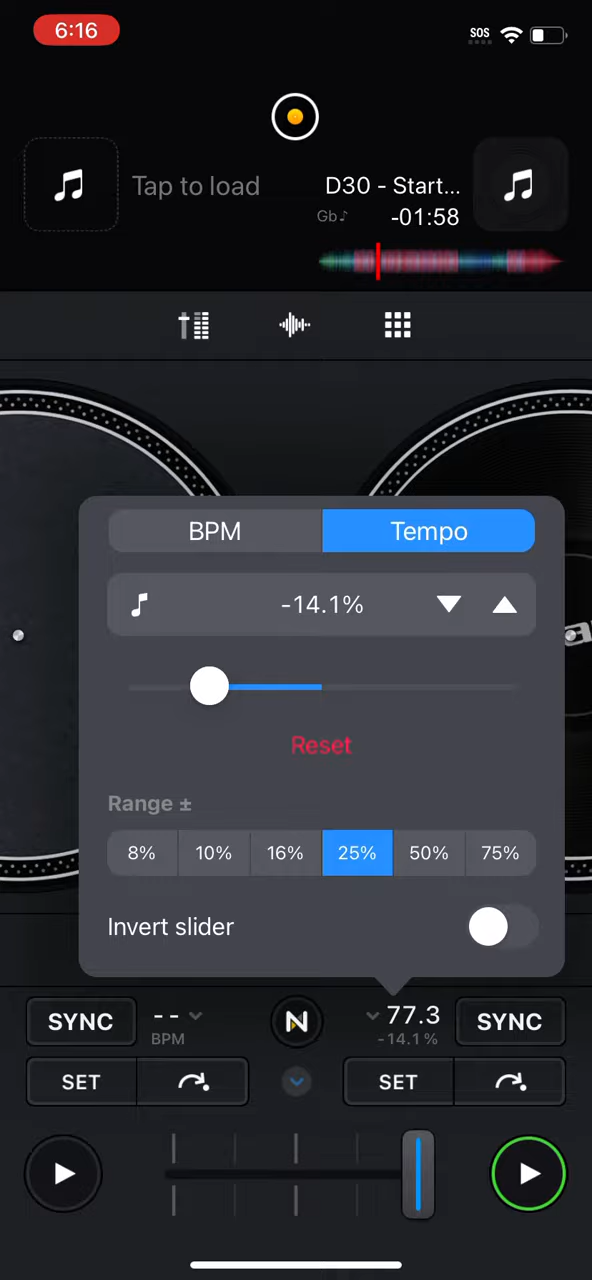 6:16
SOS
Tap to load
D30 - Start...
Gb♪
-01:58
BPM
Tempo
-14.1%
Reset
Range ±
8%
10%
16%
25%
50%
75%
Invert slider
SYNC
--
BPM
N
77.3
-14.1%
SYNC
SET
SET